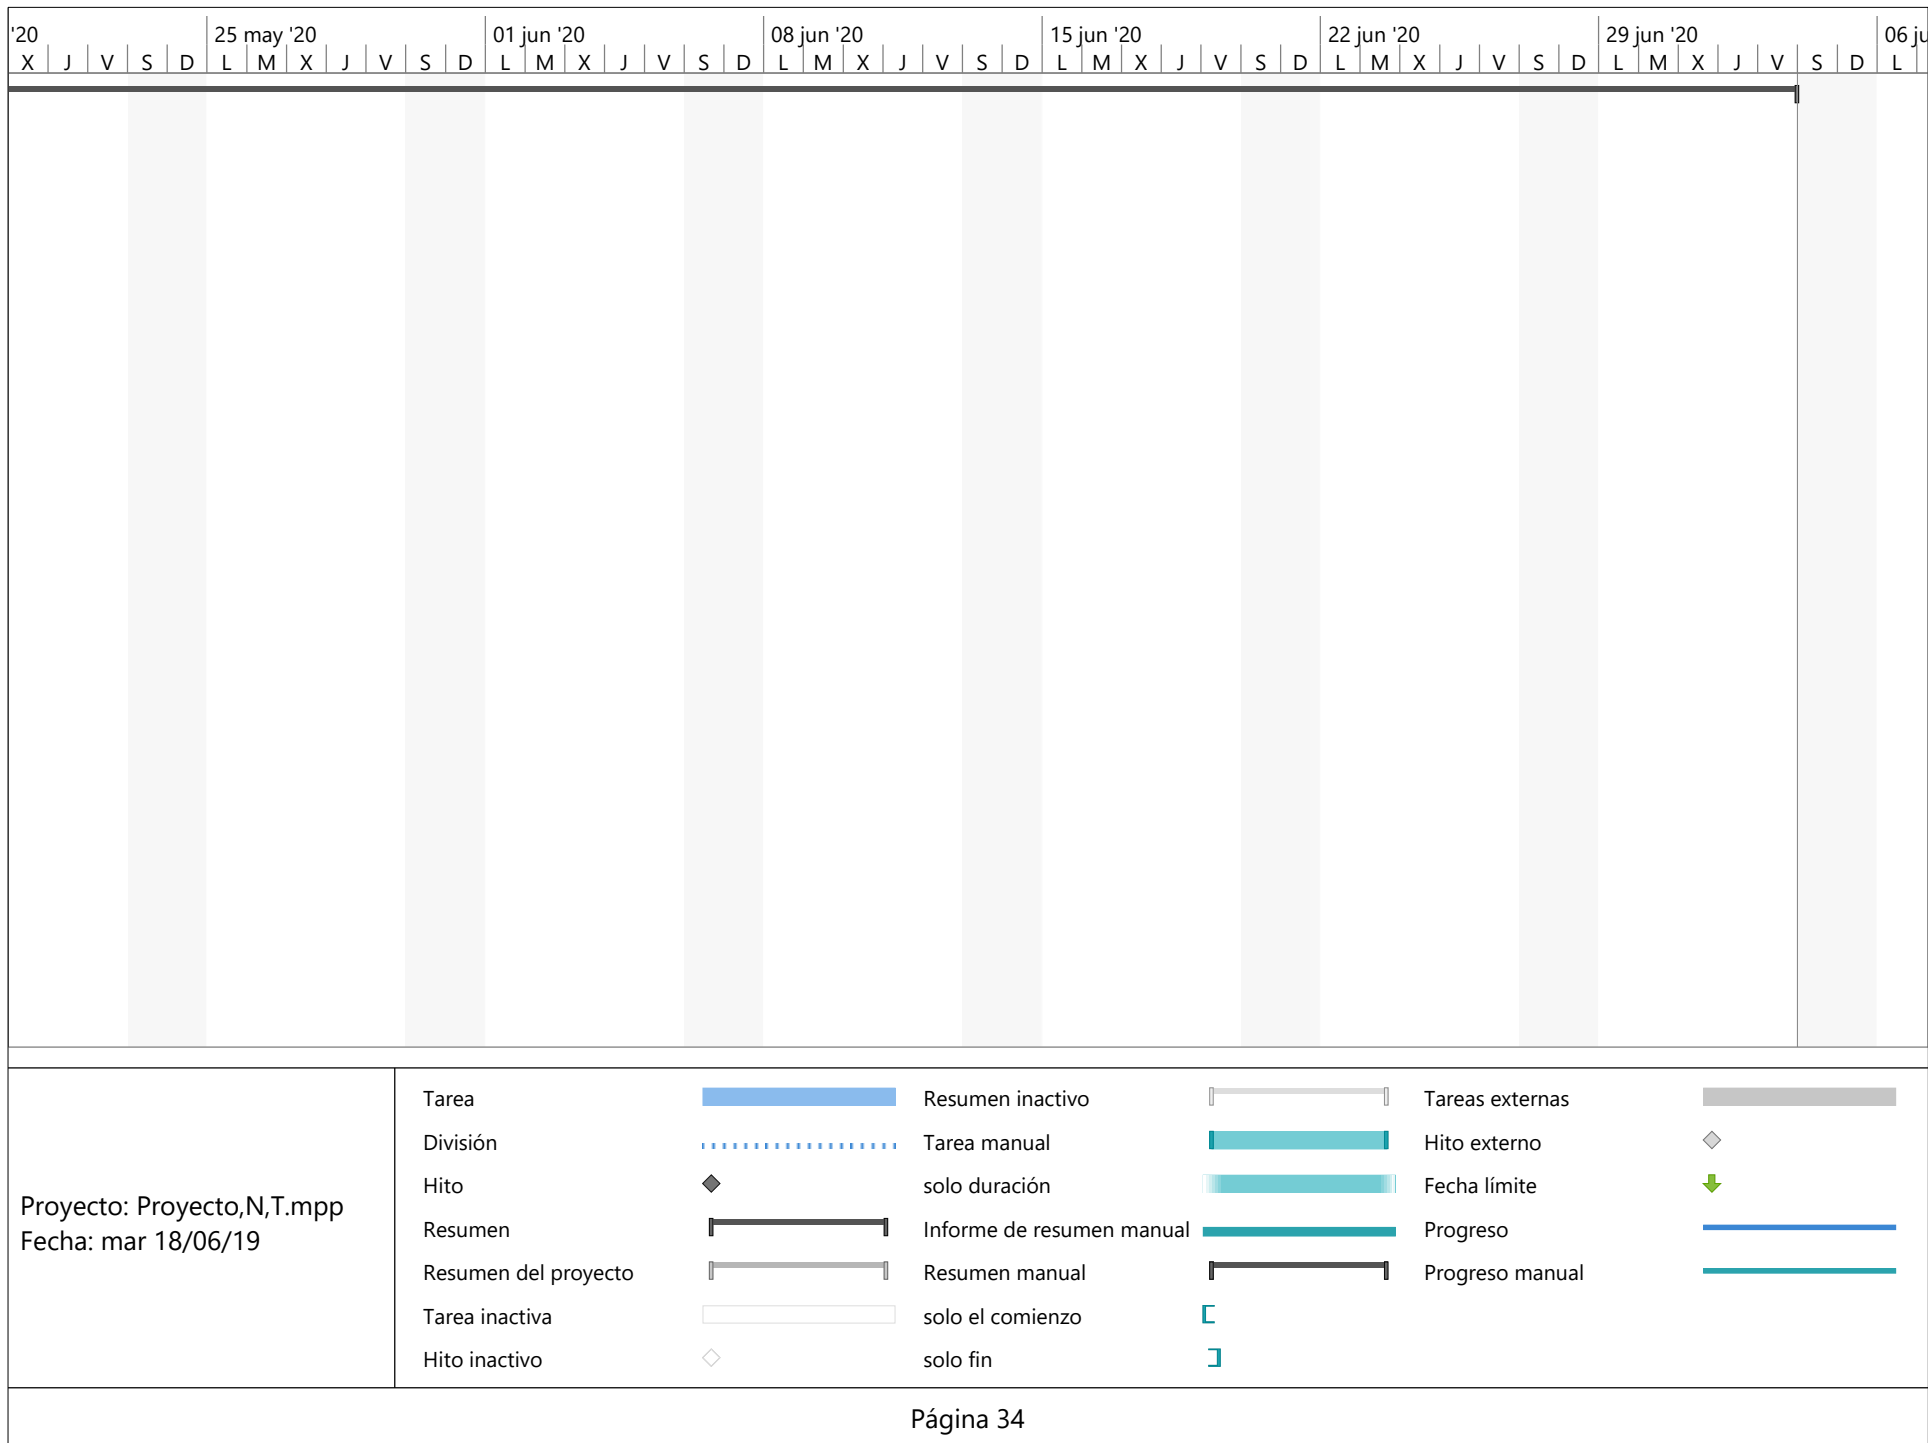 '20 25 may '20 01 jun '20 08 jun '20 15 jun '20 22 jun '20 29 jun '20 06 ju
X J V S D L M X J V S D L M X J V S D L M X J V S D L M X J V S D L M X J V S D L M X J V S D L
Tarea Resumen inactivo Tareas externas
División Tarea manual Hito externo
Hito solo duración Fecha límite
Proyecto: Proyecto,N,T.mpp
Fecha: mar 18/06/19
Resumen Informe de resumen manual Progreso
Resumen del proyecto Resumen manual Progreso manual
Tarea inactiva solo el comienzo
Hito inactivo solo fin
Página 34